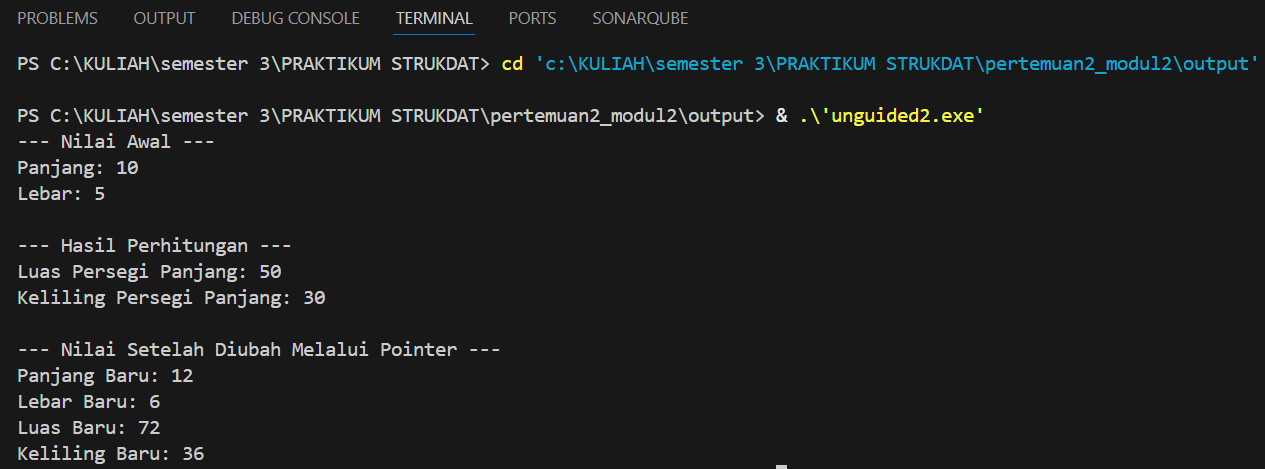 PROBLEMS OUTPUT DEBUG CONSOLE TERMINAL PORTS SONARQUBE
PS C:\KULIAH\semester 3\PRAKTIKUM STRUKDAT> cd 'c:\KULIAH\semester 3\PRAKTIKUM STRUKDAT\pertemuan2_modul2\output'
PS C:\KULIAH\semester 3\PRAKTIKUM STRUKDAT\pertemuan2_modul2\output> & .\'unguided2.exe'
--- Nilai Awal ---
Panjang: 10
Lebar: 5
--- Hasil Perhitungan ---
Luas Persegi Panjang: 50
Keliling Persegi Panjang: 30
--- Nilai Setelah Diubah Melalui Pointer ---
Panjang Baru: 12
Lebar Baru: 6
Luas Baru: 72
Keliling Baru: 36